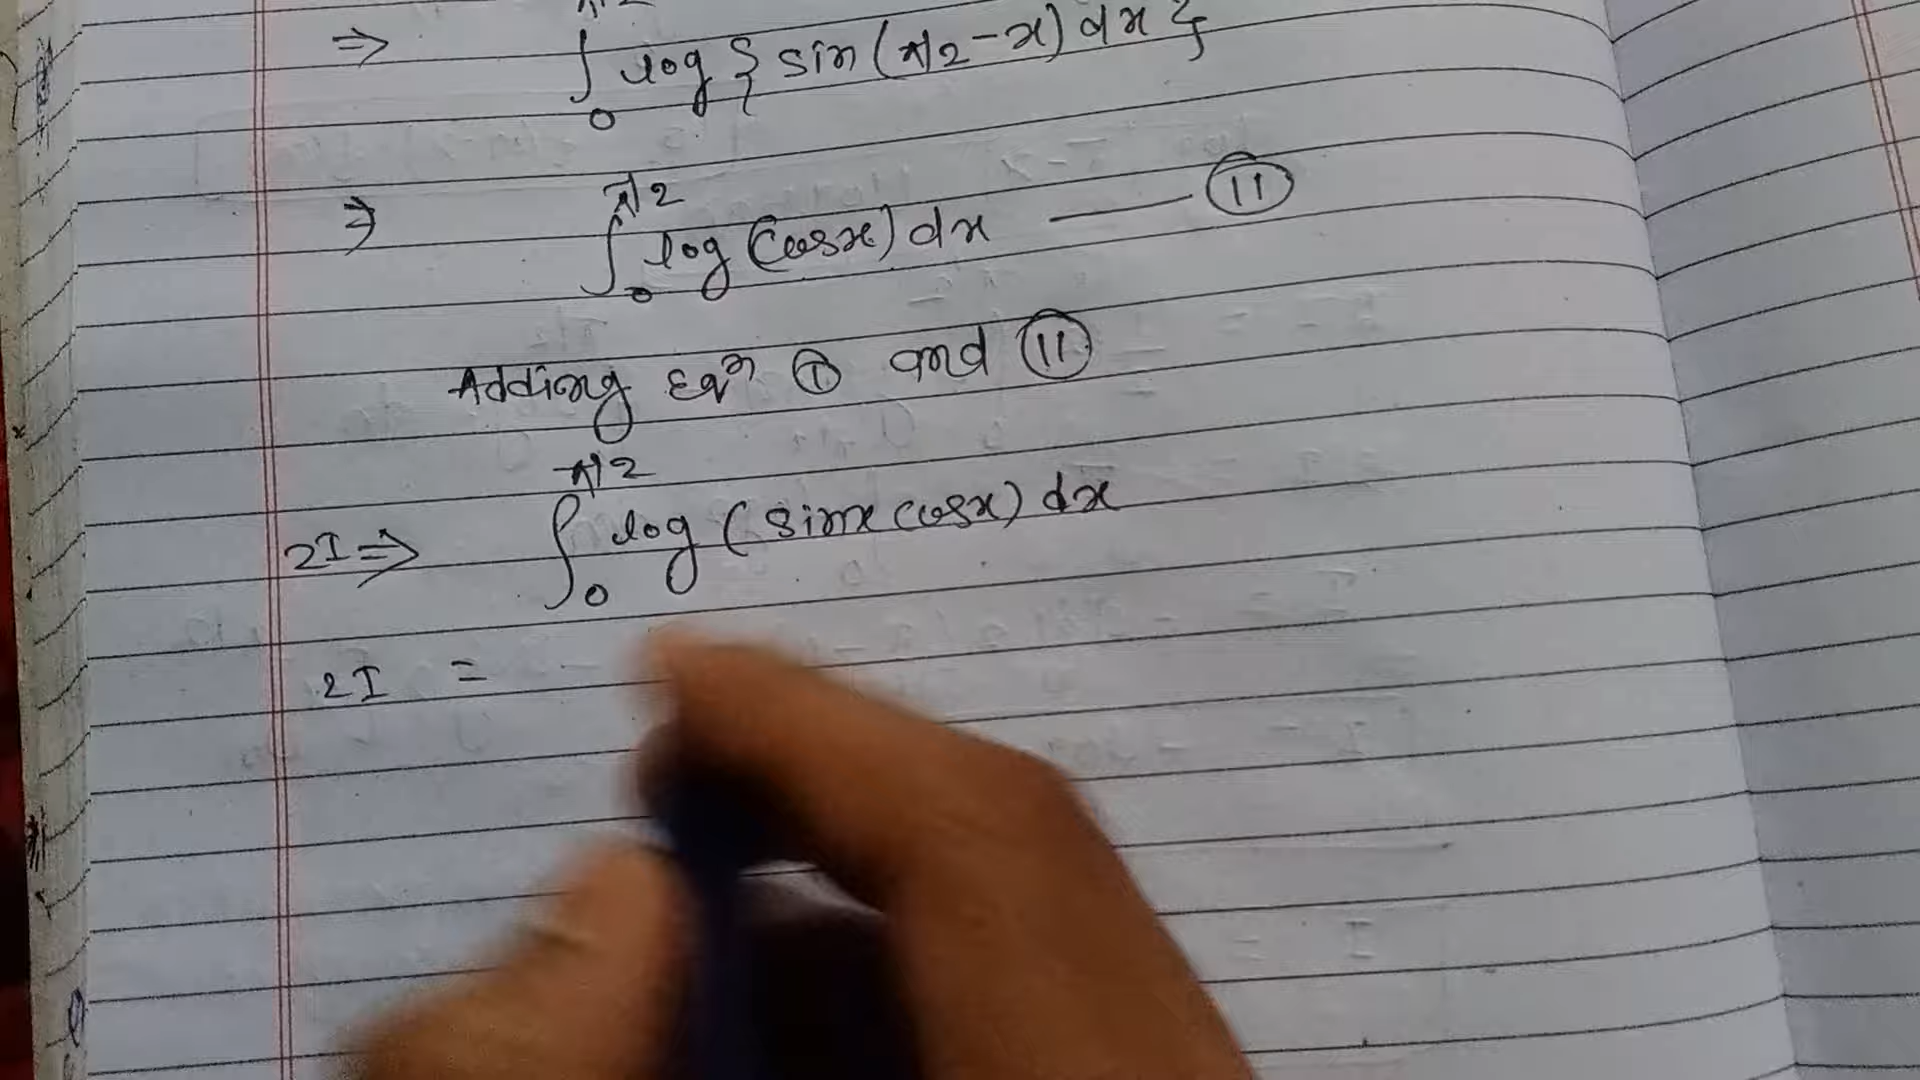 ⇒ ∫₀^π/2 log { sin (π/2 - x) dx }
⇒ ∫₀^π/2 log (cosx) dx —— (II)
Adding Eqⁿ (I) and (II)
2I ⇒ ∫₀^π/2 log (sinx cosx) dx
2I =